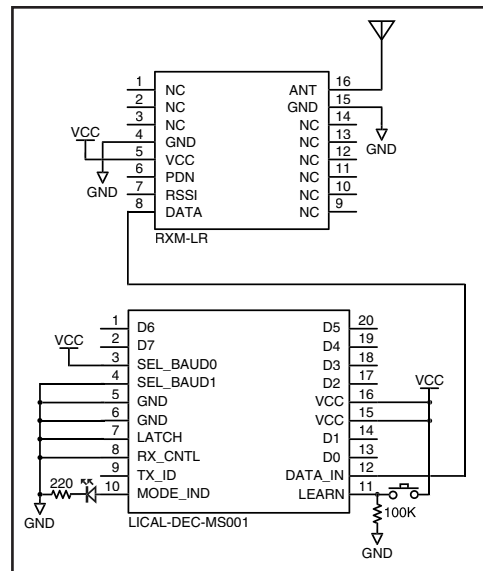 1 NC ANT 16
2 NC GND 15
3 NC NC 14
4 GND NC 13
5 VCC NC 12
6 PDN NC 11
7 RSSI NC 10
8 DATA NC 9
VCC
GND
GND
RXM-LR
1 D6 D5 20
2 D7 D4 19
3 SEL_BAUD0 D3 18
4 SEL_BAUD1 D2 17
5 GND VCC 16
6 GND VCC 15
7 LATCH D1 14
8 RX_CNTL D0 13
9 TX_ID DATA_IN 12
10 MODE_IND LEARN 11
VCC
VCC
220
100K
GND
GND
LICAL-DEC-MS001